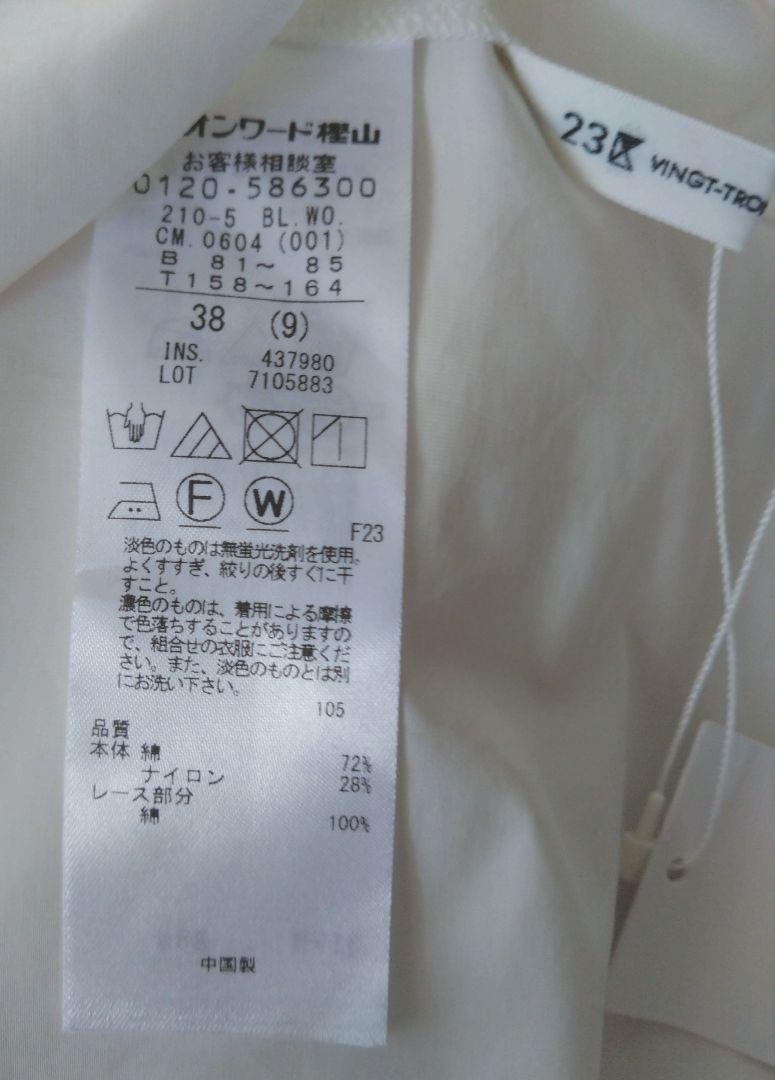 オンワード樫山
お客様相談室
0120-586300
210-5 BL.WO.
CM.0604 (001)
B 81～ 85
T158～164
38 (9)
INS. 437980
LOT 7105883
F
W
F23
淡色のものは無蛍光洗剤を使用。
よくすすぎ、絞りの後すぐに干
すこと。
濃色のものは、着用による摩擦
で色落ちすることがありますの
で、組合せの衣服にご注意くだ
さい。また、淡色のものとは別
にお洗い下さい。
105
品質
本体 綿 72%
ナイロン 28%
レース部分
綿 100%
中国製
23区 VINGT-TROI